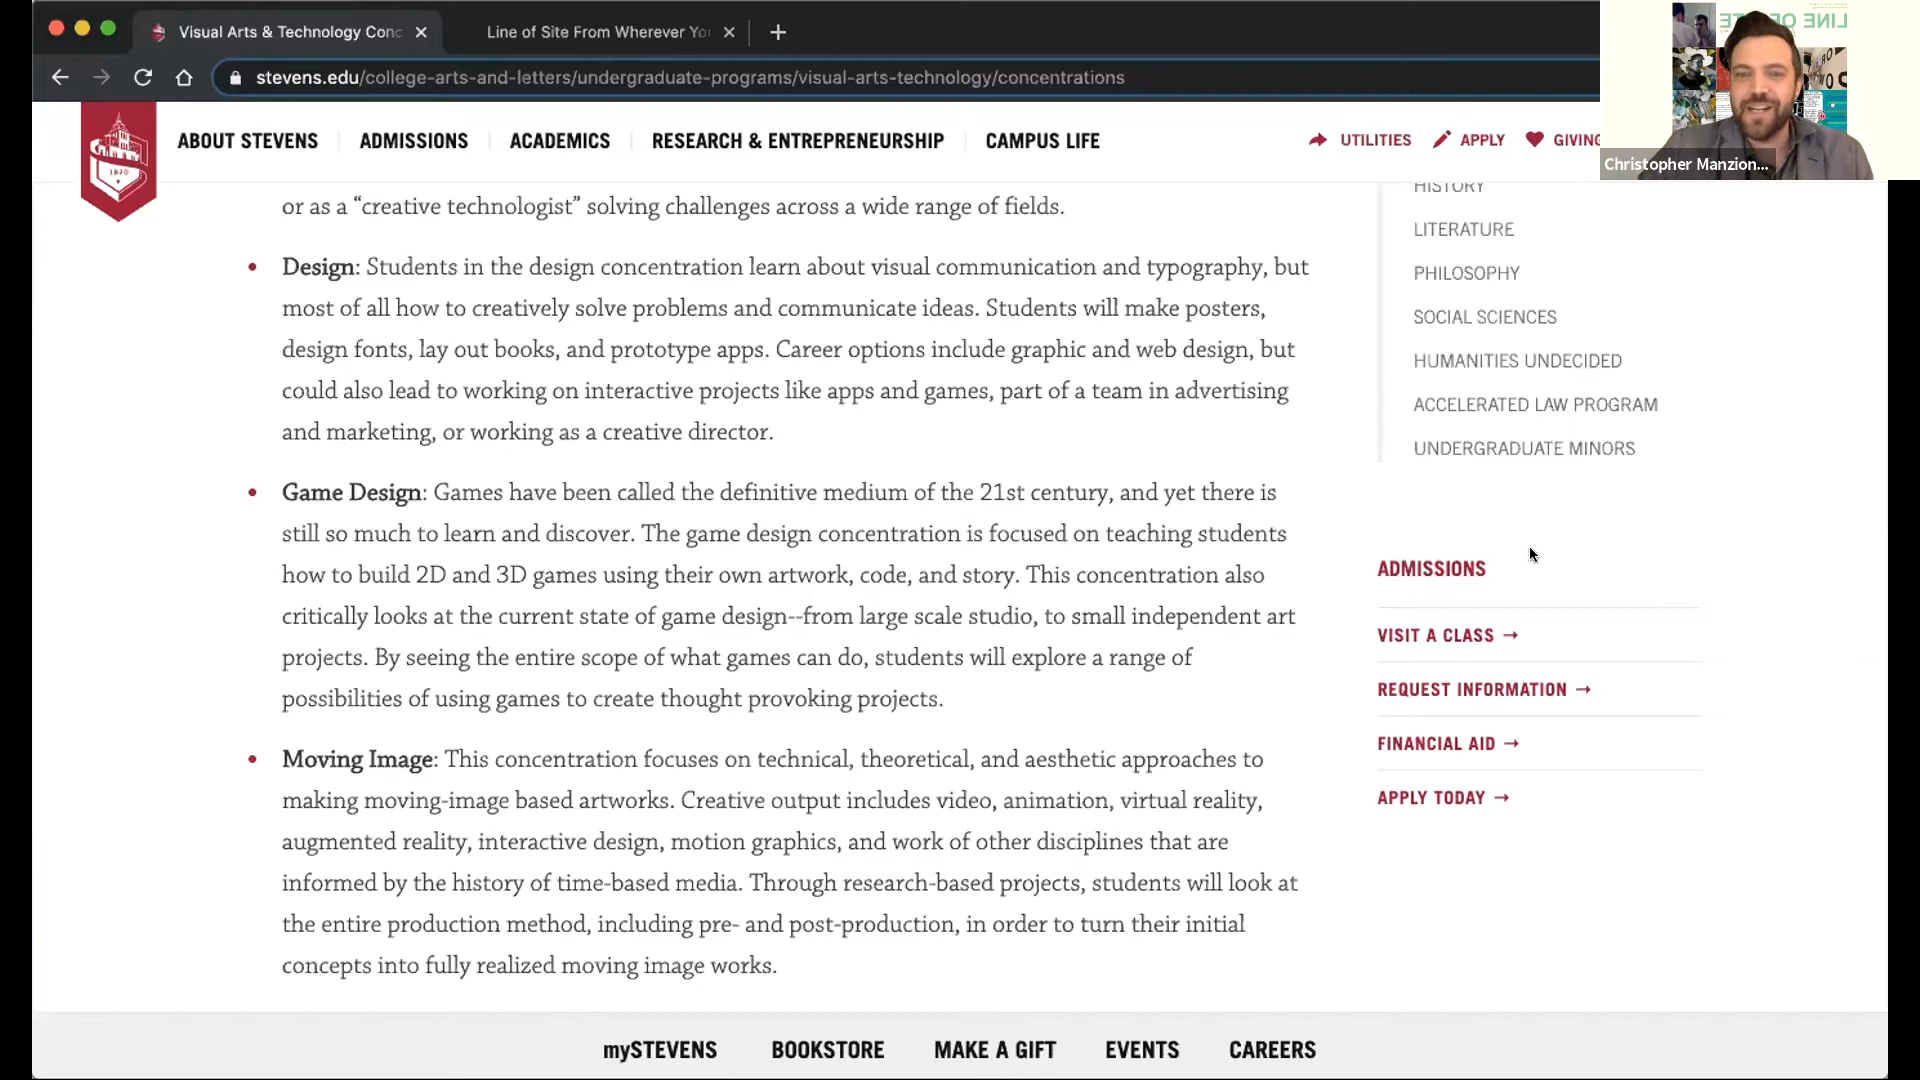 Visual Arts & Technology Conc
Line of Site From Wherever Yo
stevens.edu/college-arts-and-letters/undergraduate-programs/visual-arts-technology/concentrations
LINE OF
Christopher Manzion...
1870
ABOUT STEVENS
ADMISSIONS
ACADEMICS
RESEARCH & ENTREPRENEURSHIP
CAMPUS LIFE
UTILITIES
APPLY
GIVING
or as a “creative technologist” solving challenges across a wide range of fields.
Design: Students in the design concentration learn about visual communication and typography, but
most of all how to creatively solve problems and communicate ideas. Students will make posters,
design fonts, lay out books, and prototype apps. Career options include graphic and web design, but
could also lead to working on interactive projects like apps and games, part of a team in advertising
and marketing, or working as a creative director.
Game Design: Games have been called the definitive medium of the 21st century, and yet there is
still so much to learn and discover. The game design concentration is focused on teaching students
how to build 2D and 3D games using their own artwork, code, and story. This concentration also
critically looks at the current state of game design--from large scale studio, to small independent art
projects. By seeing the entire scope of what games can do, students will explore a range of
possibilities of using games to create thought provoking projects.
Moving Image: This concentration focuses on technical, theoretical, and aesthetic approaches to
making moving-image based artworks. Creative output includes video, animation, virtual reality,
augmented reality, interactive design, motion graphics, and work of other disciplines that are
informed by the history of time-based media. Through research-based projects, students will look at
the entire production method, including pre- and post-production, in order to turn their initial
concepts into fully realized moving image works.
HISTORY
LITERATURE
PHILOSOPHY
SOCIAL SCIENCES
HUMANITIES UNDECIDED
ACCELERATED LAW PROGRAM
UNDERGRADUATE MINORS
ADMISSIONS
VISIT A CLASS →
REQUEST INFORMATION →
FINANCIAL AID →
APPLY TODAY →
mySTEVENS
BOOKSTORE
MAKE A GIFT
EVENTS
CAREERS